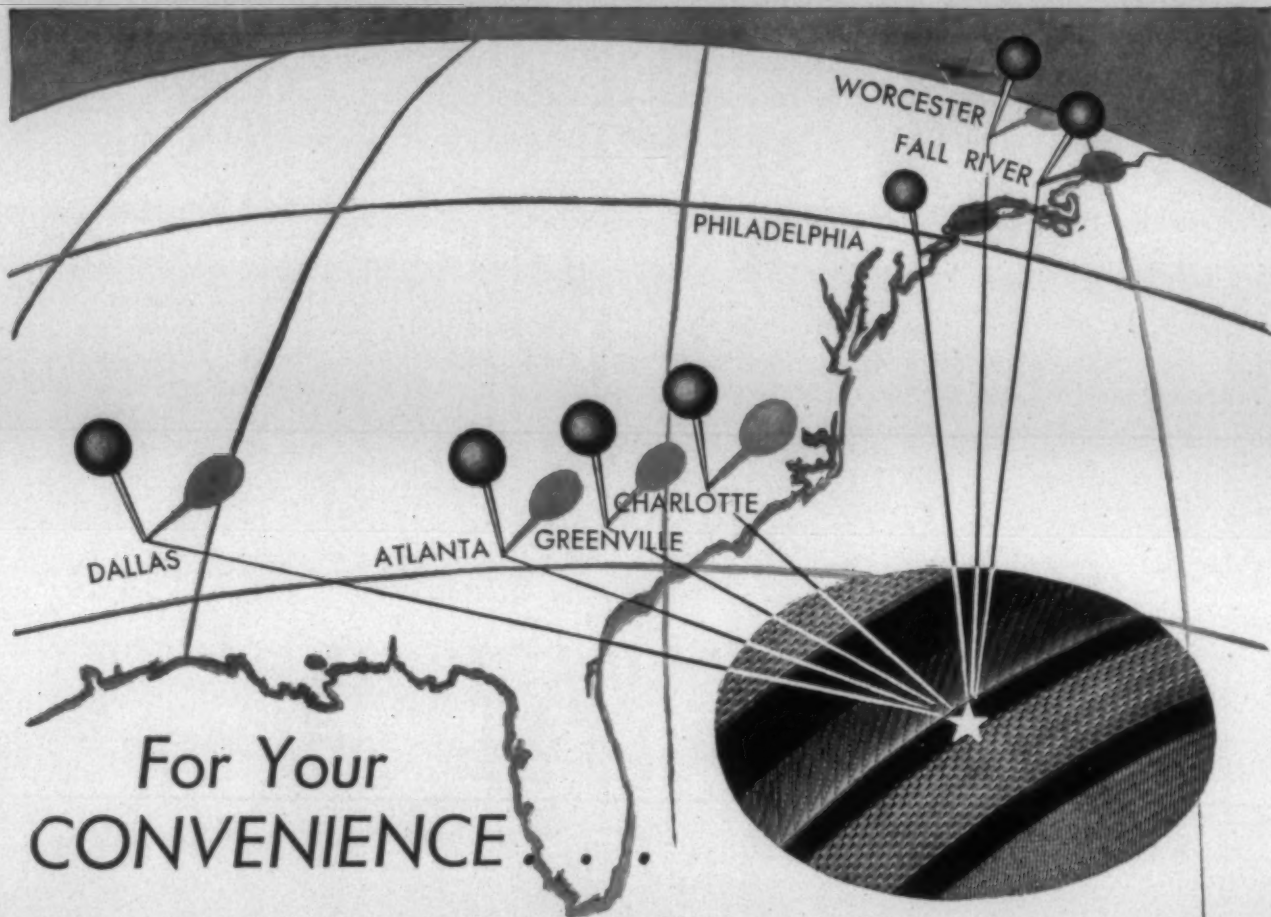 WORCESTER
FALL RIVER
PHILADELPHIA
CHARLOTTE
DALLAS
ATLANTA
GREENVILLE
For Your
CONVENIENCE . . .